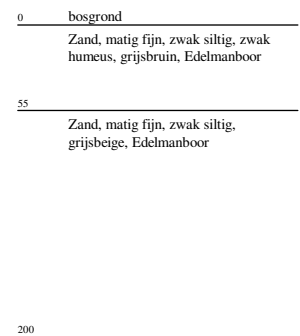 0 bosgrond
Zand, matig fijn, zwak siltig, zwak
humeus, grijsbruin, Edelmanboor
55
Zand, matig fijn, zwak siltig,
grijsbeige, Edelmanboor
200